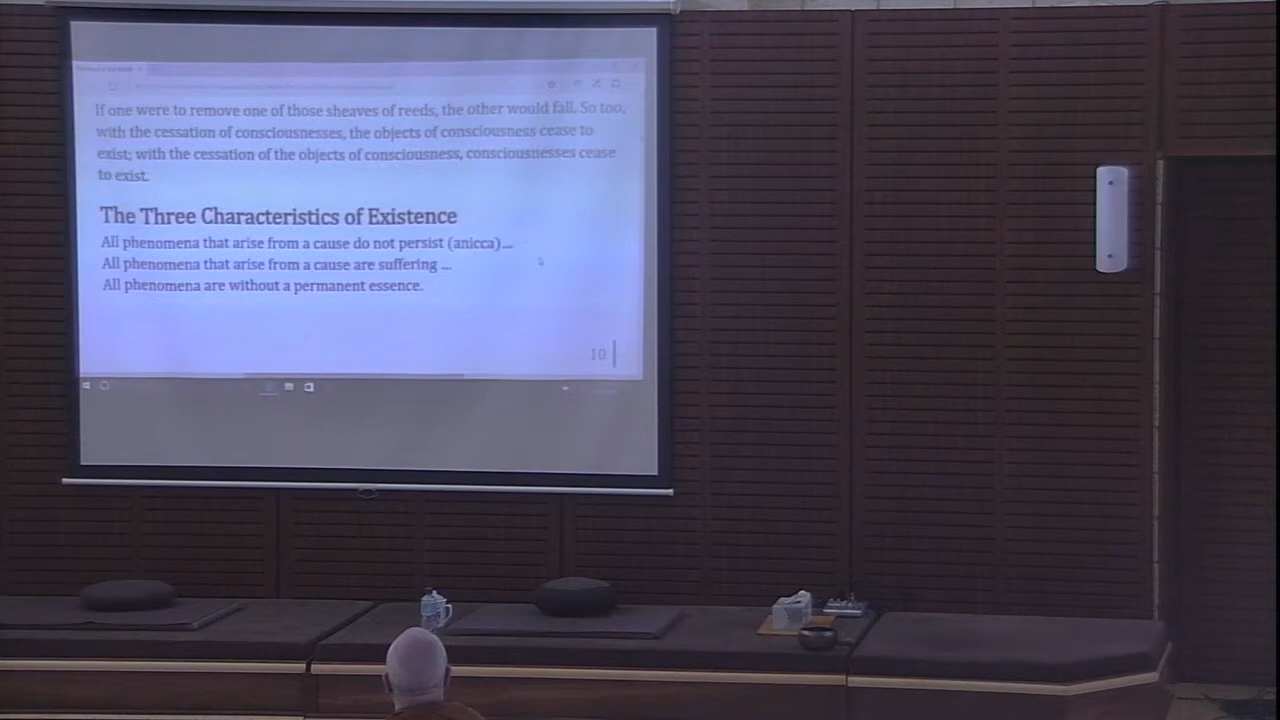 If one were to remove one of those sheaves of reeds, the other would fall. So too,
with the cessation of consciousnesses, the objects of consciousness cease to
exist; with the cessation of the objects of consciousness, consciousnesses cease
to exist.
The Three Characteristics of Existence
All phenomena that arise from a cause do not persist (anicca)...
All phenomena that arise from a cause are suffering ...
All phenomena are without a permanent essence.
10